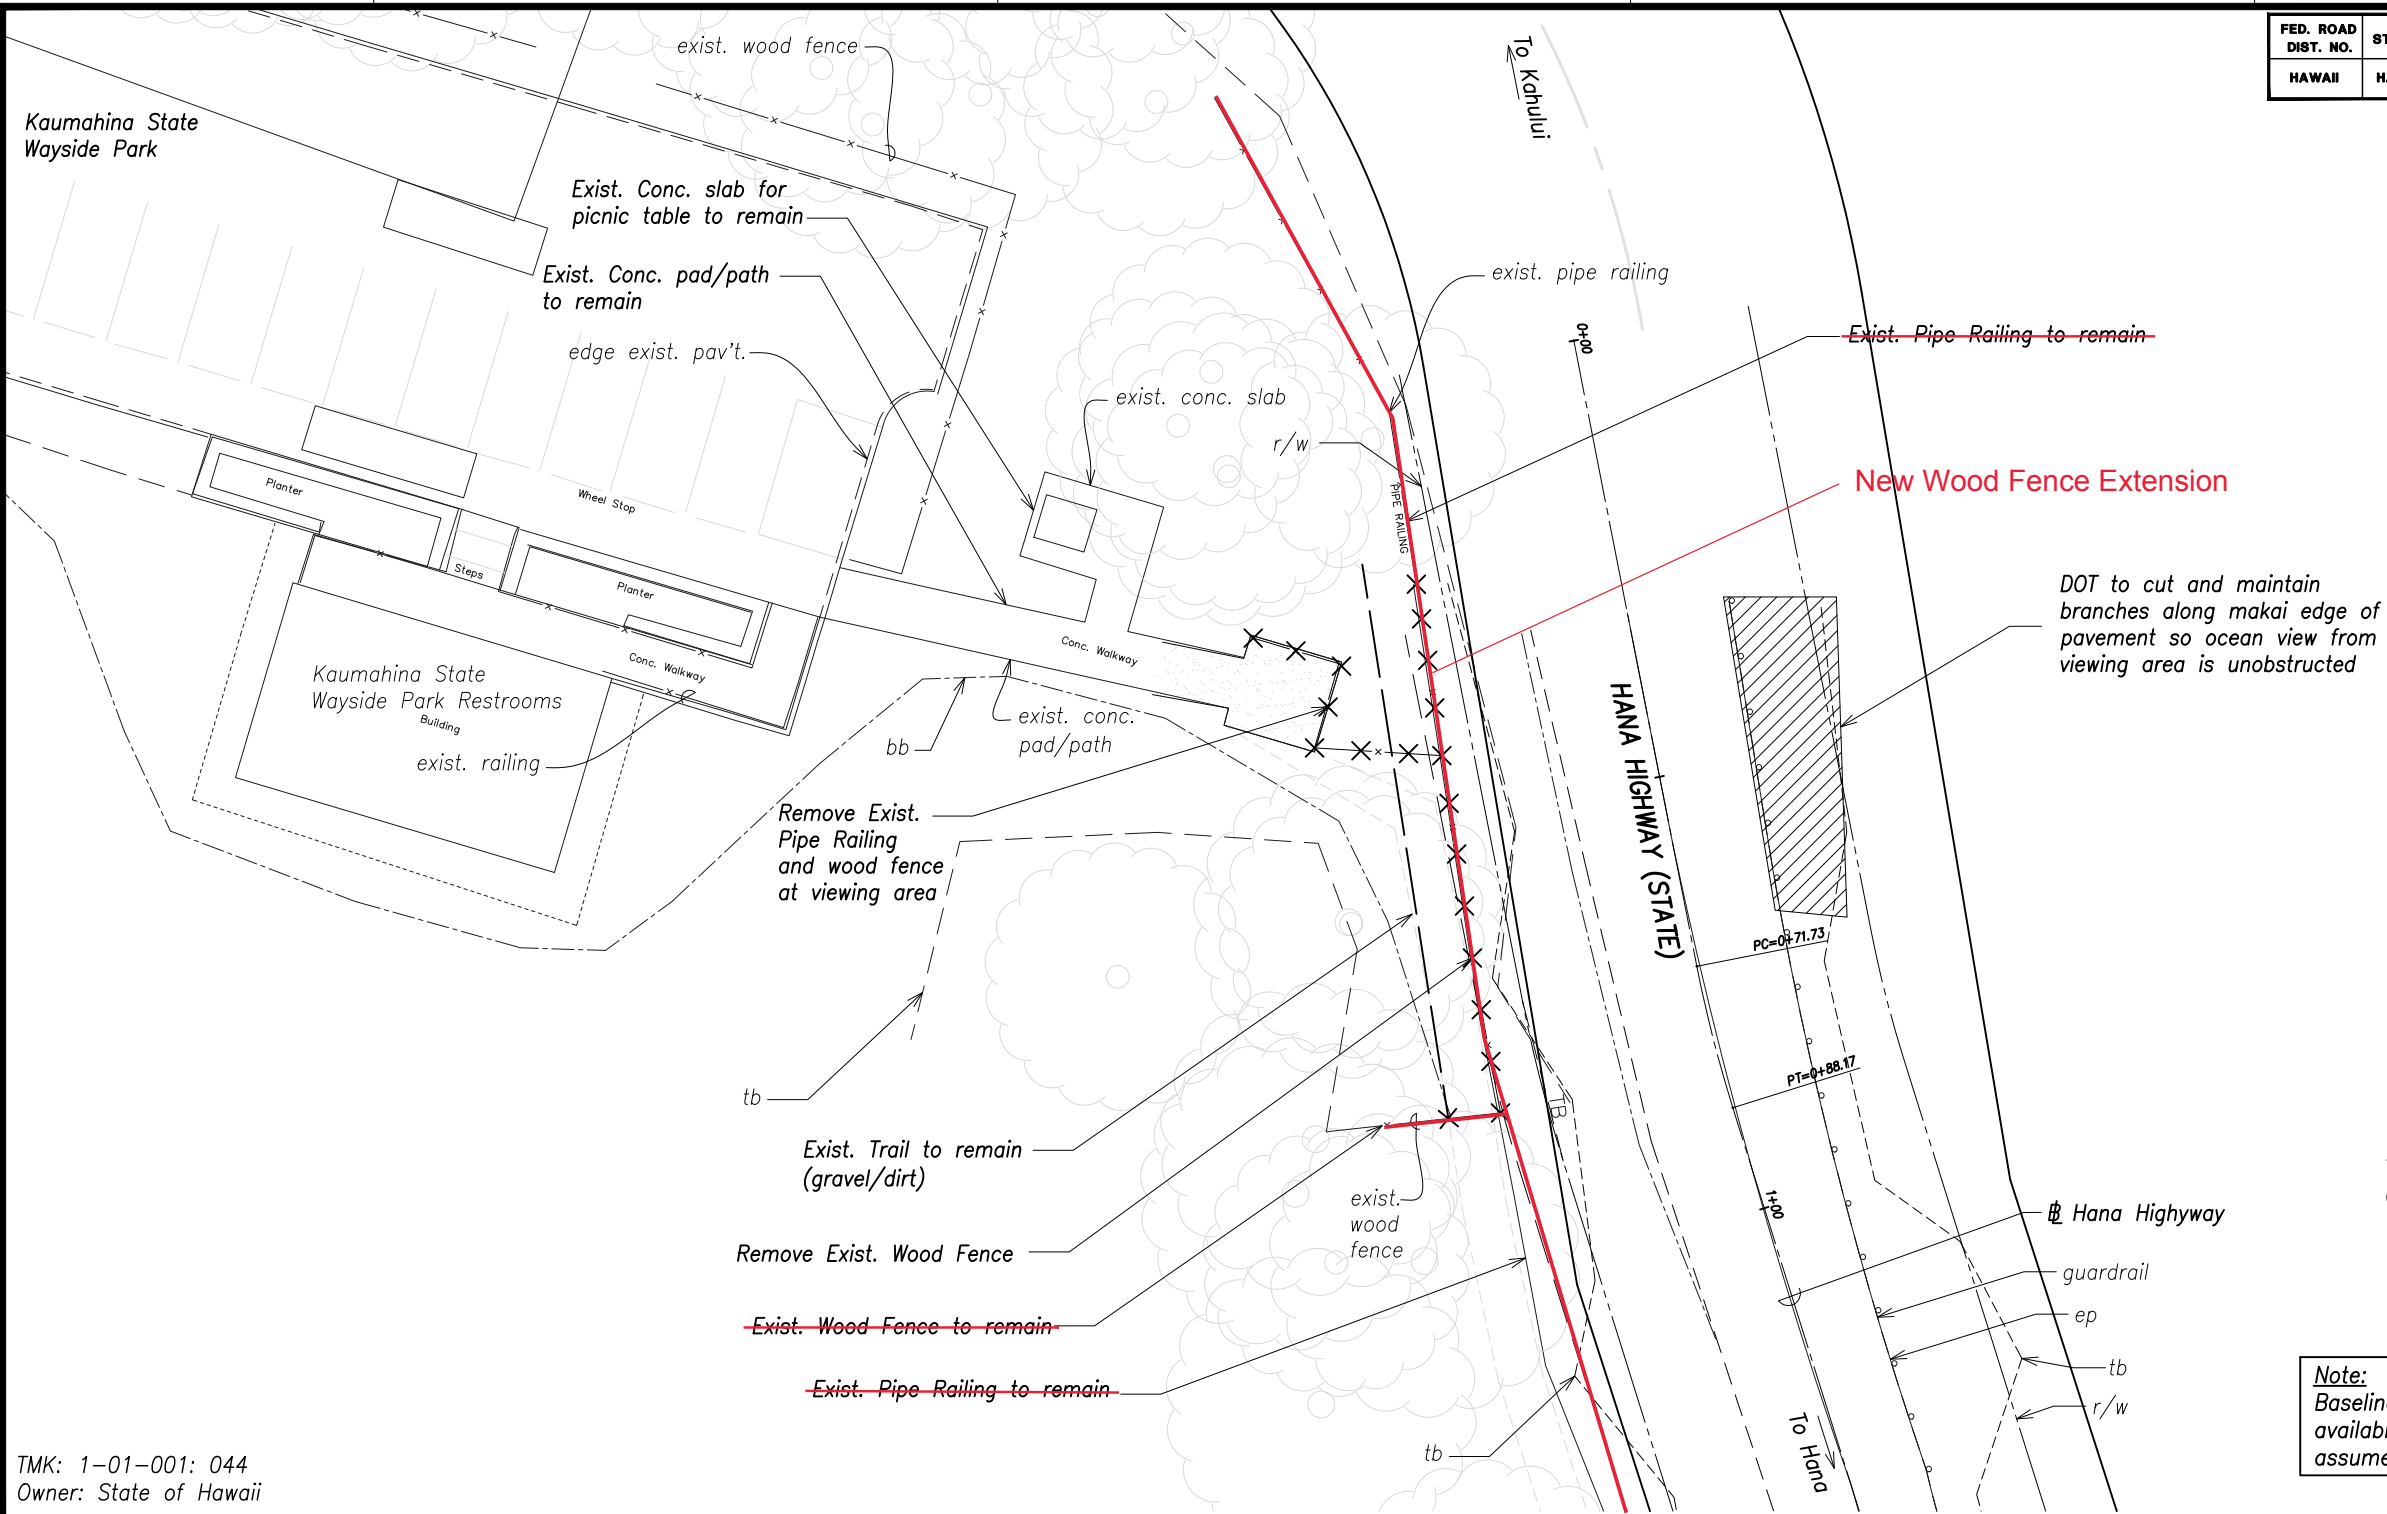 FED. ROAD
DIST. NO.
HAWAII
exist. wood fence
To Kahului
Kaumahina State
Wayside Park
Exist. Conc. slab for
picnic table to remain
Exist. Conc. pad/path
to remain
exist. pipe railing
edge exist. pav't.
0+00
Exist. Pipe Railing to remain
exist. conc. slab
r/w
New Wood Fence Extension
PIPE RAILING
Planter
Wheel Stop
Steps
Planter
DOT to cut and maintain
branches along makai edge of
pavement so ocean view from
viewing area is unobstructed
Conc. Walkway
Conc. Walkway
Kaumahina State
Wayside Park Restrooms
Building
exist. railing
bb
exist. conc.
pad/path
HANA HIGHWAY (STATE)
Remove Exist.
Pipe Railing
and wood fence
at viewing area
PC=0+71.73
PT=0+88.17
tb
TB
Exist. Trail to remain
(gravel/dirt)
exist.
wood
fence
1+00
Hana Highyway
Remove Exist. Wood Fence
guardrail
Exist. Wood Fence to remain
ep
Exist. Pipe Railing to remain
tb
r/w
tb
To Hana
Note:
TMK: 1-01-001: 044
Owner: State of Hawaii